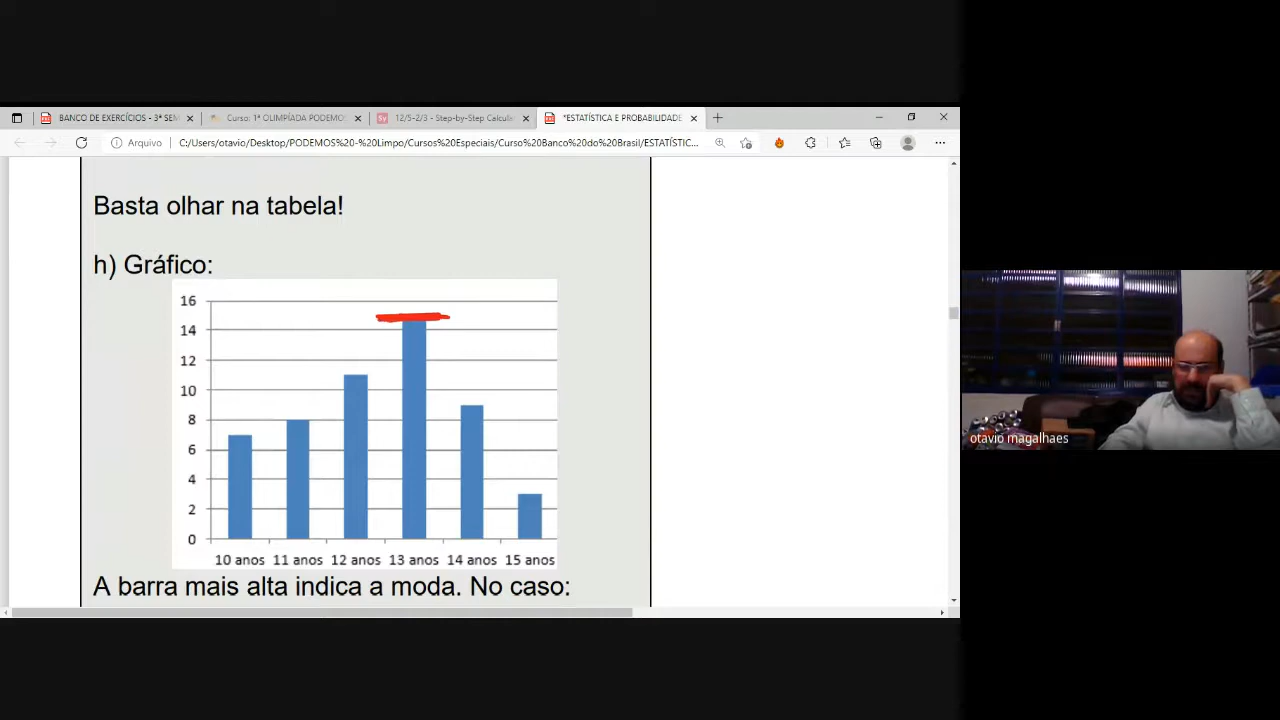 BANCO DE EXERCÍCIOS - 3ª SEM
Curso: 1ª OLIMPÍADA PODEMO
Sy 12/5-2/3 - Step-by-Step Calcula
*ESTATÍSTICA E PROBABILIDADE
Arquivo C:/Users/otavio/Desktop/PODEMOS%20-%20Limpo/Cursos%20Especiais/Curso%20Banco%20do%20Brasil/ESTATÍSTIC...
Basta olhar na tabela!
h) Gráfico:
16
14
12
10
8
6
4
2
0
10 anos 11 anos 12 anos 13 anos 14 anos 15 anos
A barra mais alta indica a moda. No caso:
otavio magalhaes